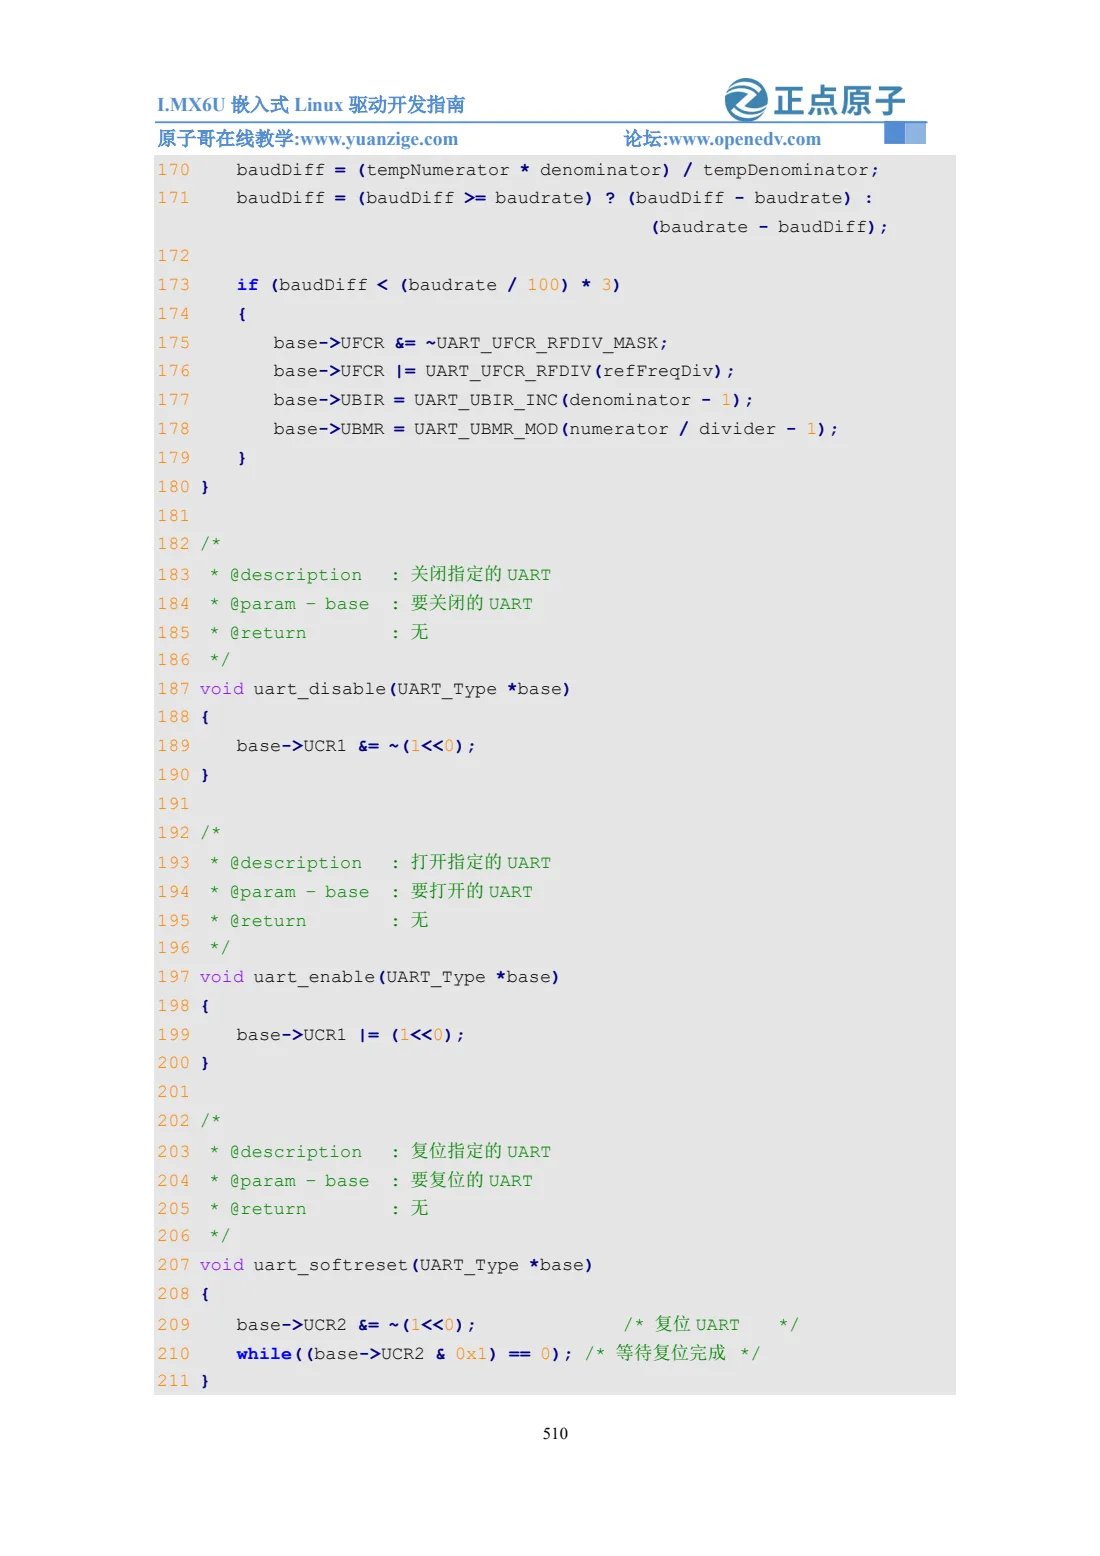 I.MX6U 嵌入式 Linux 驱动开发指南
正点原子
原子哥在线教学:www.yuanzige.com 论坛:www.openedv.com
170 baudDiff = (tempNumerator * denominator) / tempDenominator;
171 baudDiff = (baudDiff >= baudrate) ? (baudDiff - baudrate) :
(baudrate - baudDiff);
172
173 if (baudDiff < (baudrate / 100) * 3)
174 {
175 base->UFCR &= ~UART_UFCR_RFDIV_MASK;
176 base->UFCR |= UART_UFCR_RFDIV(refFreqDiv);
177 base->UBIR = UART_UBIR_INC(denominator - 1);
178 base->UBMR = UART_UBMR_MOD(numerator / divider - 1);
179 }
180 }
181
182 /*
183 * @description : 关闭指定的 UART
184 * @param – base : 要关闭的 UART
185 * @return : 无
186 */
187 void uart_disable(UART_Type *base)
188 {
189 base->UCR1 &= ~(1<<0);
190 }
191
192 /*
193 * @description : 打开指定的 UART
194 * @param – base : 要打开的 UART
195 * @return : 无
196 */
197 void uart_enable(UART_Type *base)
198 {
199 base->UCR1 |= (1<<0);
200 }
201
202 /*
203 * @description : 复位指定的 UART
204 * @param – base : 要复位的 UART
205 * @return : 无
206 */
207 void uart_softreset(UART_Type *base)
208 {
209 base->UCR2 &= ~(1<<0); /* 复位 UART */
210 while((base->UCR2 & 0x1) == 0); /* 等待复位完成 */
211 }
510